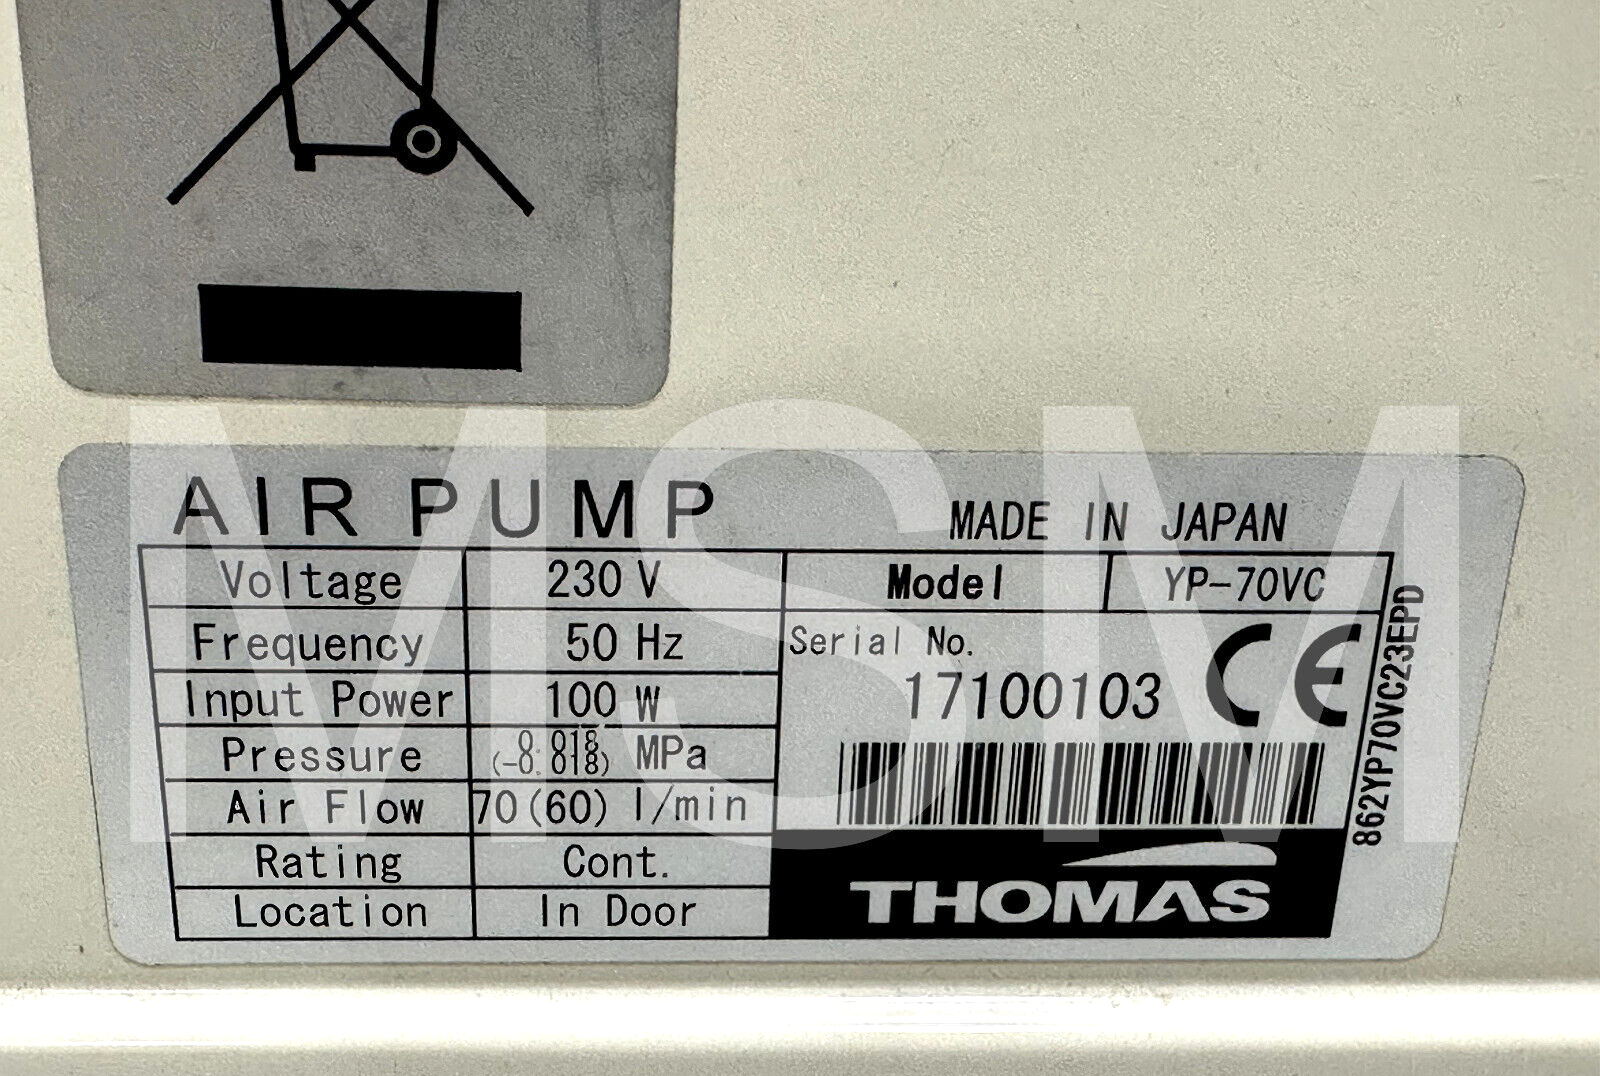 AIR PUMP
MADE IN JAPAN
Voltage 230 V
Model YP-70VC
Frequency 50 Hz
Serial No.
17100103
CE
Input Power 100 W
Pressure MPa
Air Flow 70(60) l/min
Rating Cont.
Location In Door
THOMAS
862YP70VC23EPD
MSM